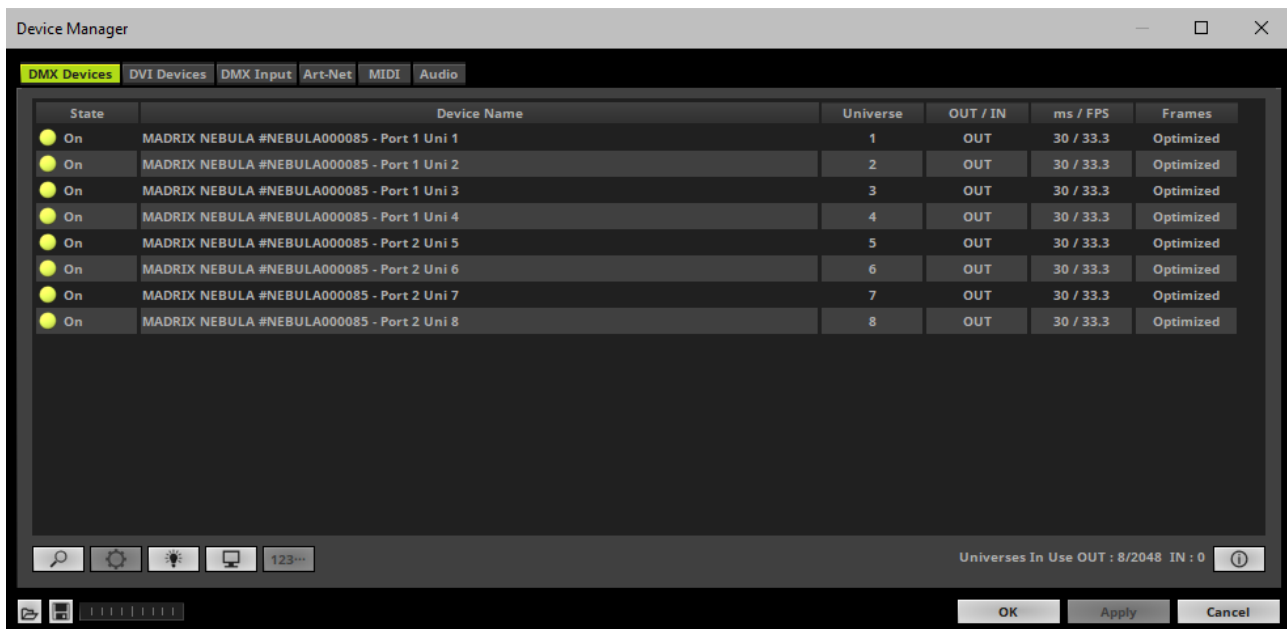 Device Manager
DMX Devices DVI Devices DMX Input Art-Net MIDI Audio
State Device Name Universe OUT / IN ms / FPS Frames
On MADRIX NEBULA #NEBULA000085 - Port 1 Uni 1 1 OUT 30 / 33.3 Optimized
On MADRIX NEBULA #NEBULA000085 - Port 1 Uni 2 2 OUT 30 / 33.3 Optimized
On MADRIX NEBULA #NEBULA000085 - Port 1 Uni 3 3 OUT 30 / 33.3 Optimized
On MADRIX NEBULA #NEBULA000085 - Port 1 Uni 4 4 OUT 30 / 33.3 Optimized
On MADRIX NEBULA #NEBULA000085 - Port 2 Uni 5 5 OUT 30 / 33.3 Optimized
On MADRIX NEBULA #NEBULA000085 - Port 2 Uni 6 6 OUT 30 / 33.3 Optimized
On MADRIX NEBULA #NEBULA000085 - Port 2 Uni 7 7 OUT 30 / 33.3 Optimized
On MADRIX NEBULA #NEBULA000085 - Port 2 Uni 8 8 OUT 30 / 33.3 Optimized
123... Universes In Use OUT : 8/2048 IN : 0
OK Apply Cancel